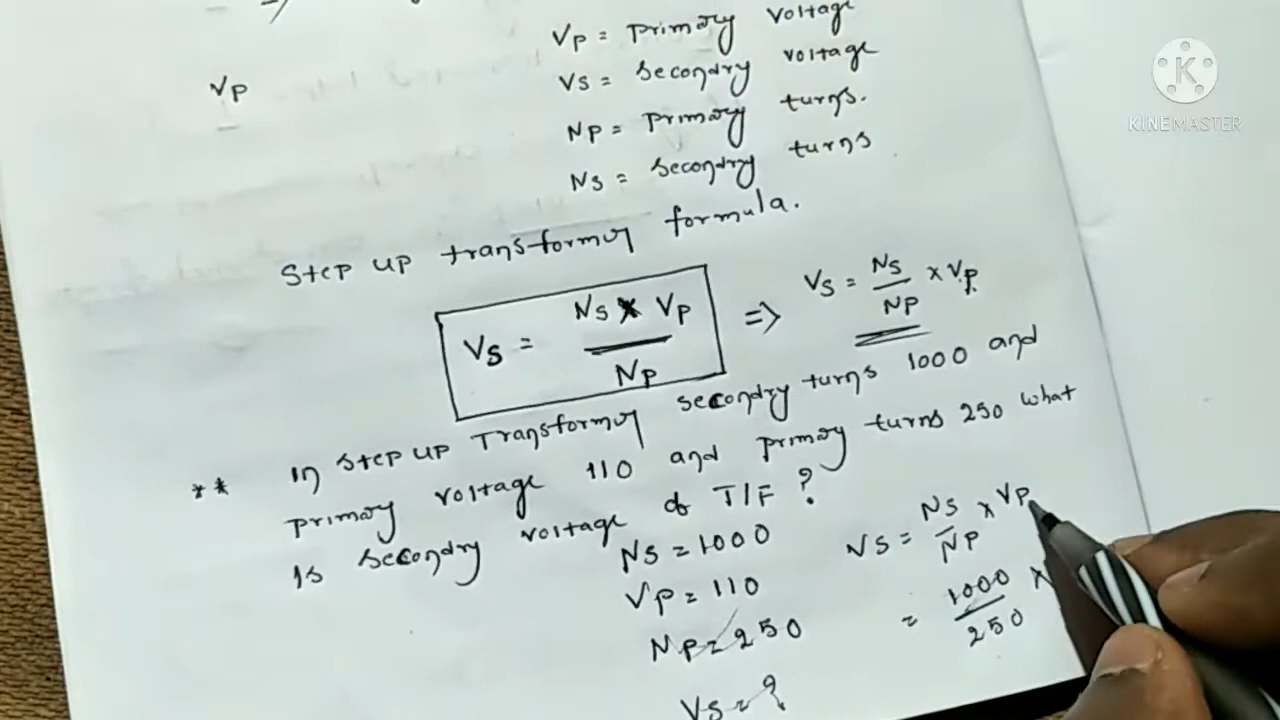 VP = Primary voltage
VP
VS = secondry voltage
NP = Primary turns.
NS = secondry turns
Step up transformer formula.
VS = NS × VP / NP => VS = NS / NP × VP
** In step up Transformer secondry turns 1000 and
primary voltage 110 and primary turns 250 what
is secondry voltage of T/F ?
NS = 1000
VP = 110
NP = 250
VS = ?
VS = NS / NP × VP
= 1000 / 250 ×
KINEMASTER